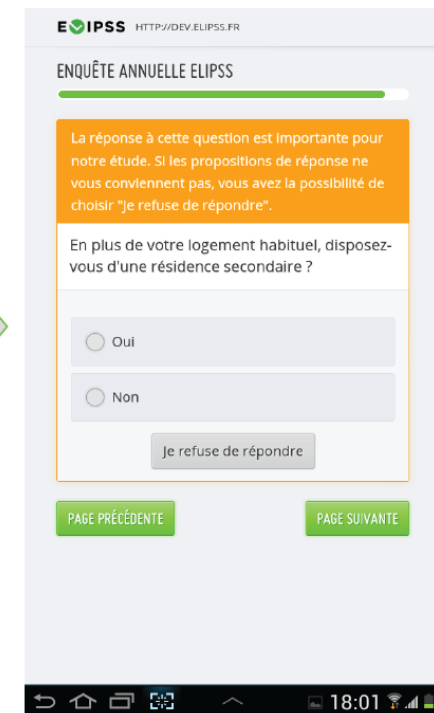 ELIPSS HTTP://DEV.ELIPSS.FR
ENQUÊTE ANNUELLE ELIPSS
La réponse à cette question est importante pour
notre étude. Si les propositions de réponse ne
vous conviennent pas, vous avez la possibilité de
choisir "Je refuse de répondre".
En plus de votre logement habituel, disposez-
vous d'une résidence secondaire ?
Oui
Non
Je refuse de répondre
PAGE PRÉCÉDENTE PAGE SUIVANTE
18:01